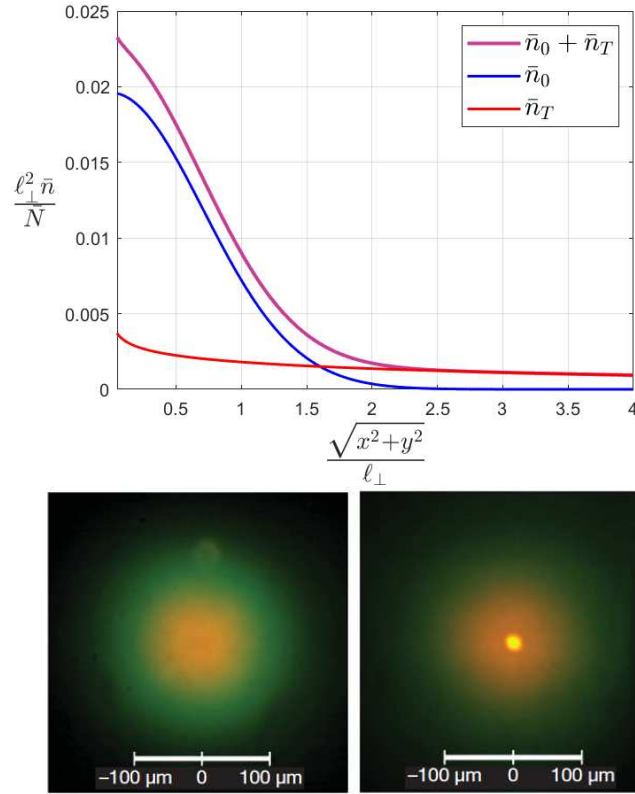 0.025
0.02
0.015
0.01
0.005
0
ℓ⊥² n̄ / N̄
n̄₀ + n̄_T
n̄₀
n̄_T
0.5 1 1.5 2 2.5 3 3.5 4
√(x²+y²) / ℓ⊥
−100 µm 0 100 µm
−100 µm 0 100 µm